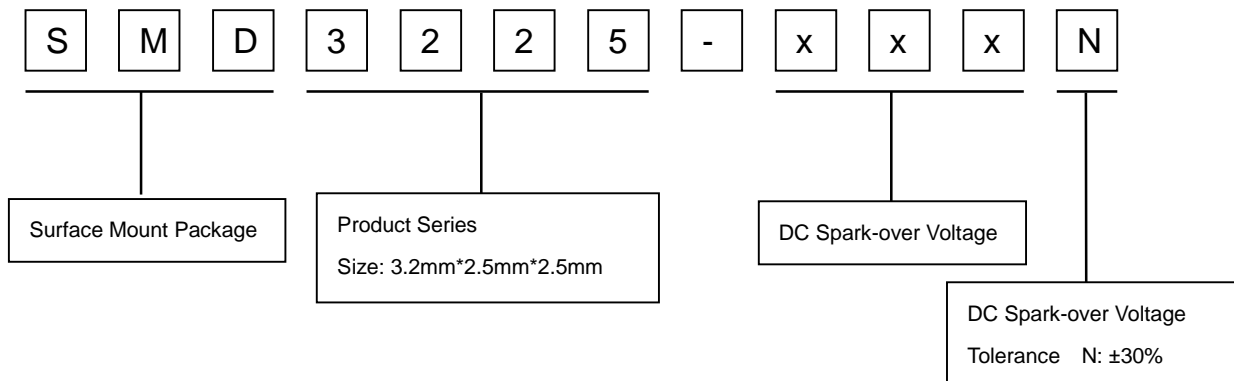 S M D 3 2 2 5 - x x x N
Surface Mount Package
Product Series
Size: 3.2mm*2.5mm*2.5mm
DC Spark-over Voltage
DC Spark-over Voltage
Tolerance N: ±30%